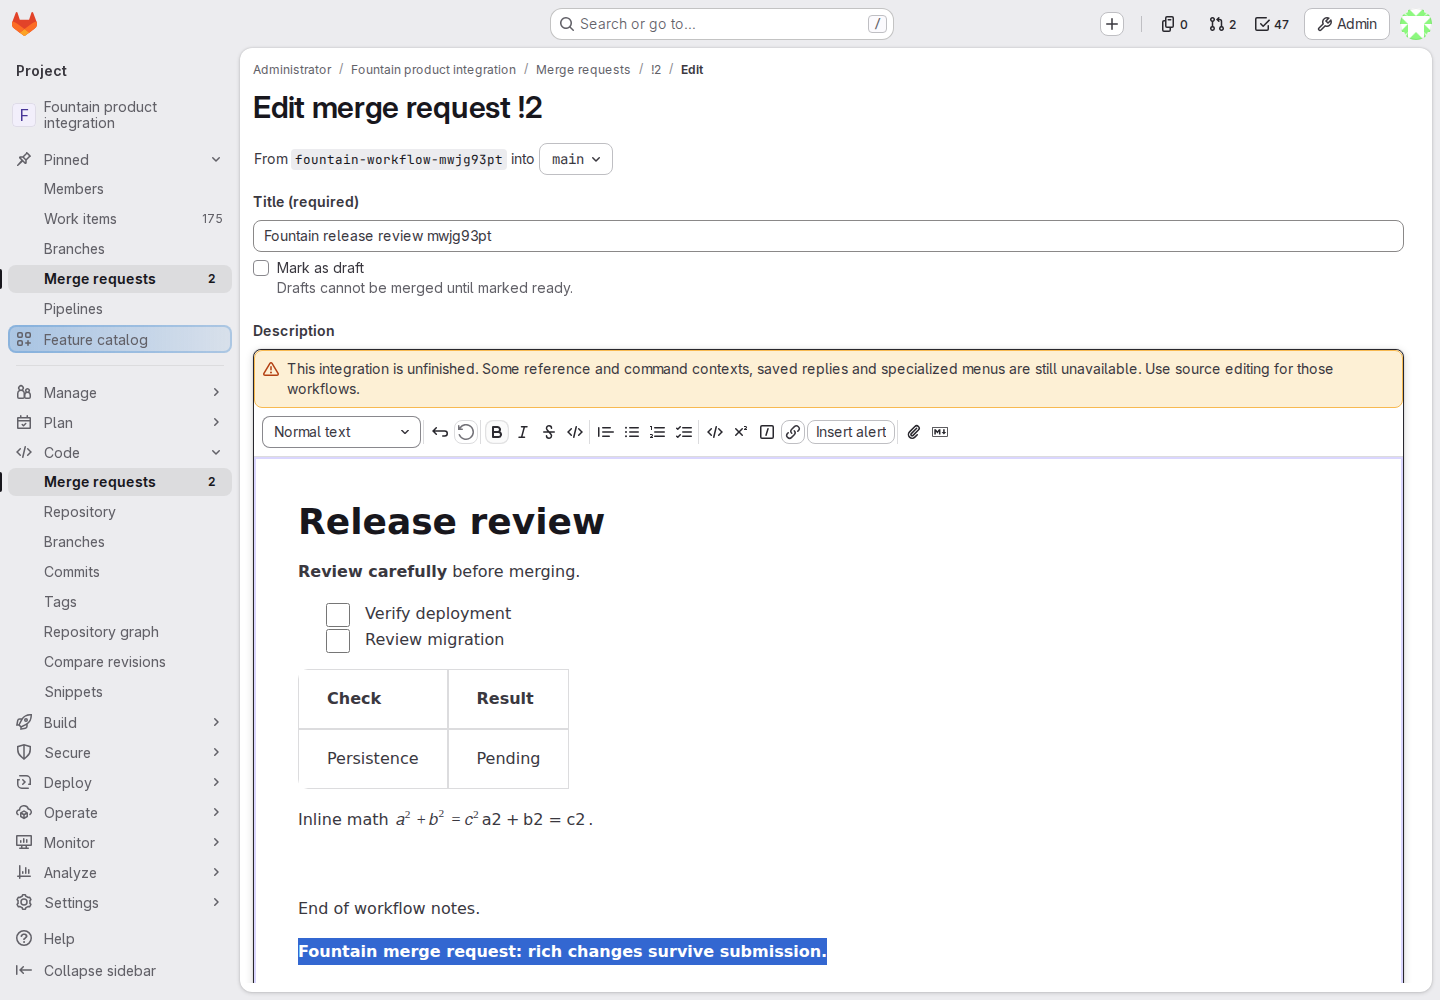 Search or go to...
/
0
2
47
Admin
Project
F
Fountain product integration
Pinned
Members
Work items 175
Branches
Merge requests 2
Pipelines
Feature catalog
Manage
Plan
Code
Merge requests 2
Repository
Branches
Commits
Tags
Repository graph
Compare revisions
Snippets
Build
Secure
Deploy
Operate
Monitor
Analyze
Settings
Help
Collapse sidebar
Administrator / Fountain product integration / Merge requests / !2 / Edit
Edit merge request !2
From fountain-workflow-mwjg93pt into main
Title (required)
Fountain release review mwjg93pt
Mark as draft
Drafts cannot be merged until marked ready.
Description
This integration is unfinished. Some reference and command contexts, saved replies and specialized menus are still unavailable. Use source editing for those
workflows.
Normal text
Insert alert
Release review
Review carefully before merging.
Verify deployment
Review migration
Check Result
Persistence Pending
Inline math a² + b² = c² a2 + b2 = c2 .
End of workflow notes.
Fountain merge request: rich changes survive submission.